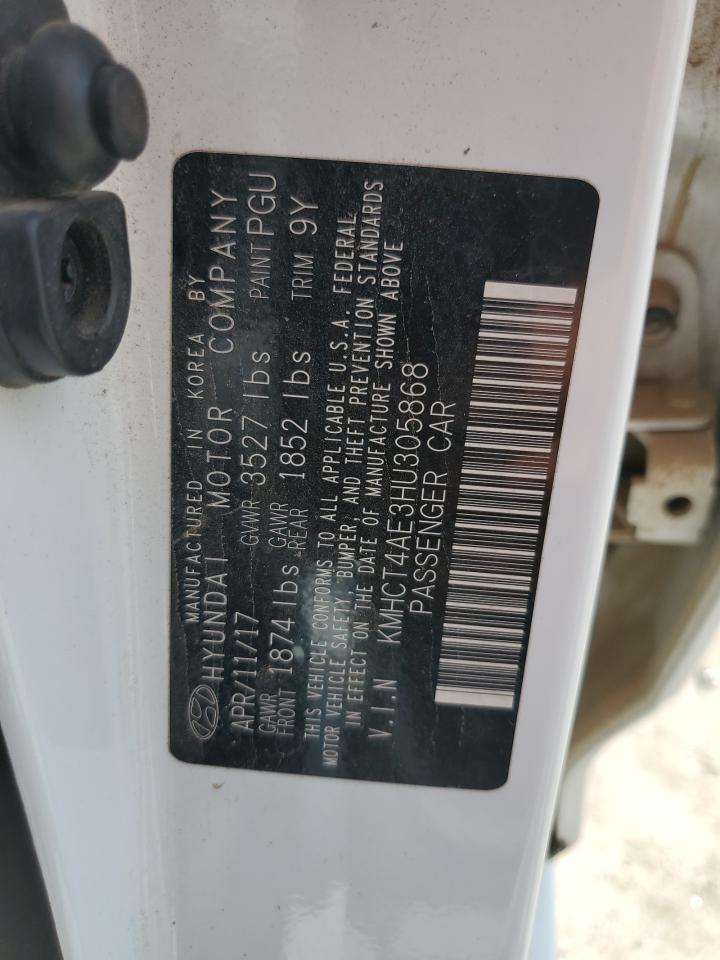 MANUFACTURED IN KOREA BY
HYUNDAI MOTOR COMPANY
APR/11/17 GVWR 3527 lbs PAINT PGU
GAWR FRONT 1874 lbs GAWR REAR 1852 lbs TRIM 9Y
THIS VEHICLE CONFORMS TO ALL APPLICABLE U.S.A. FEDERAL
MOTOR VEHICLE SAFETY, BUMPER, AND THEFT PREVENTION STANDARDS
IN EFFECT ON THE DATE OF MANUFACTURE SHOWN ABOVE
V.I.N KMHCT4AE3HU305868
PASSENGER CAR